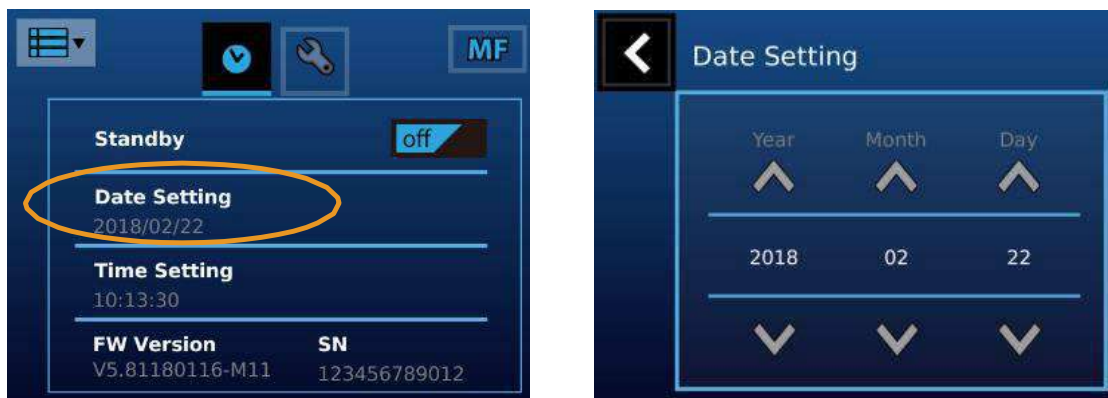 MF
Standby
off
Date Setting
2018/02/22
Time Setting
10:13:30
FW Version SN
V5.81180116-M11 123456789012
Date Setting
Year Month Day
2018 02 22